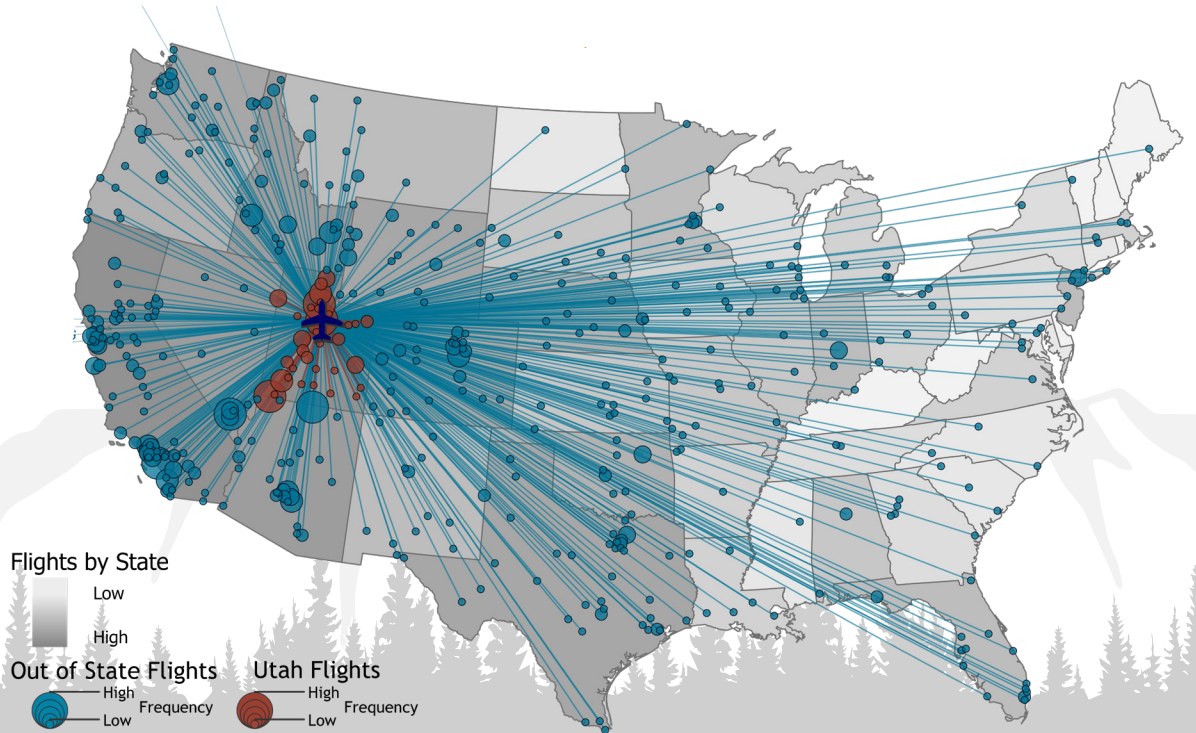 Flights by State
Low
High
Out of State Flights
High
Frequency
Low
Utah Flights
High
Frequency
Low